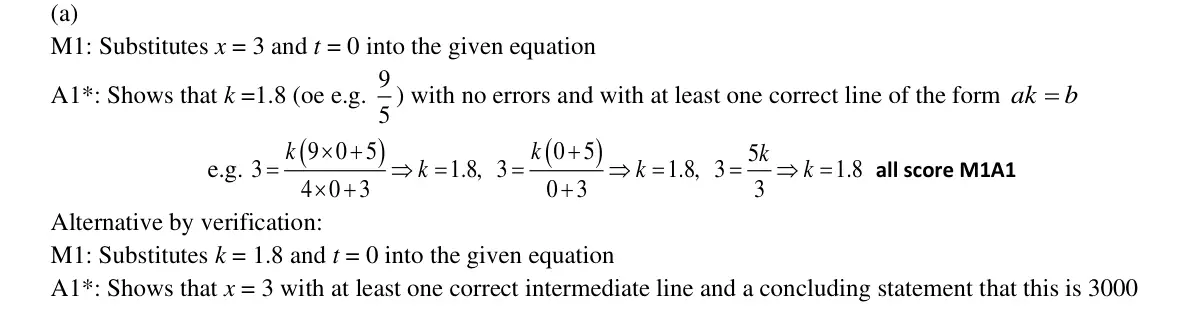 (a)
M1: Substitutes x = 3 and t = 0 into the given equation
A1*: Shows that k =1.8 (oe e.g. 9/5) with no errors and with at least one correct line of the form ak = b
e.g. 3 = k(9×0+5)/(4×0+3) ⇒ k = 1.8, 3 = k(0+5)/(0+3) ⇒ k = 1.8, 3 = 5k/3 ⇒ k = 1.8 all score M1A1
Alternative by verification:
M1: Substitutes k = 1.8 and t = 0 into the given equation
A1*: Shows that x = 3 with at least one correct intermediate line and a concluding statement that this is 3000